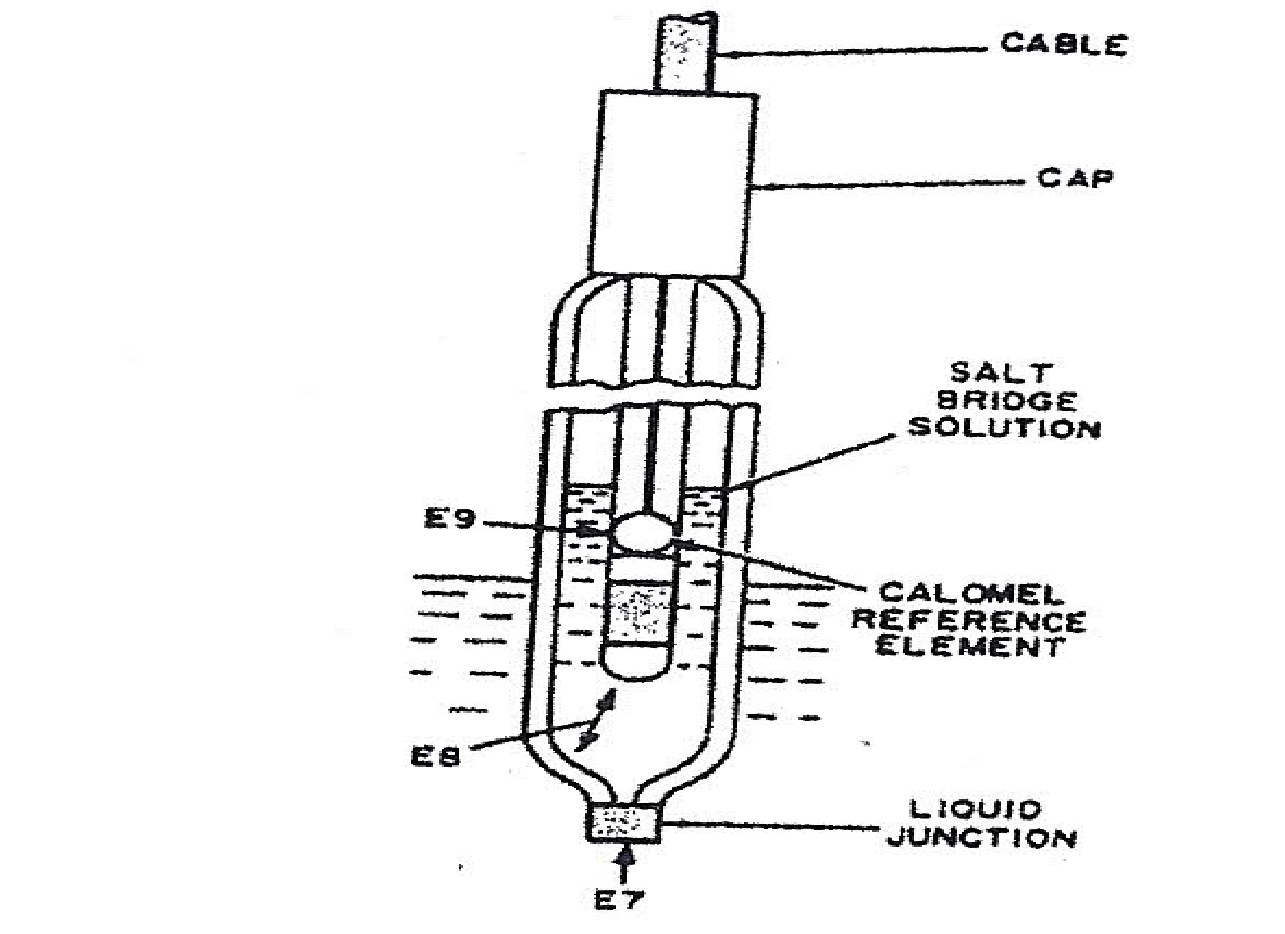 CABLE
CAP
SALT
BRIDGE
SOLUTION
E9
CALOMEL
REFERENCE
ELEMENT
E8
LIQUID
JUNCTION
E7